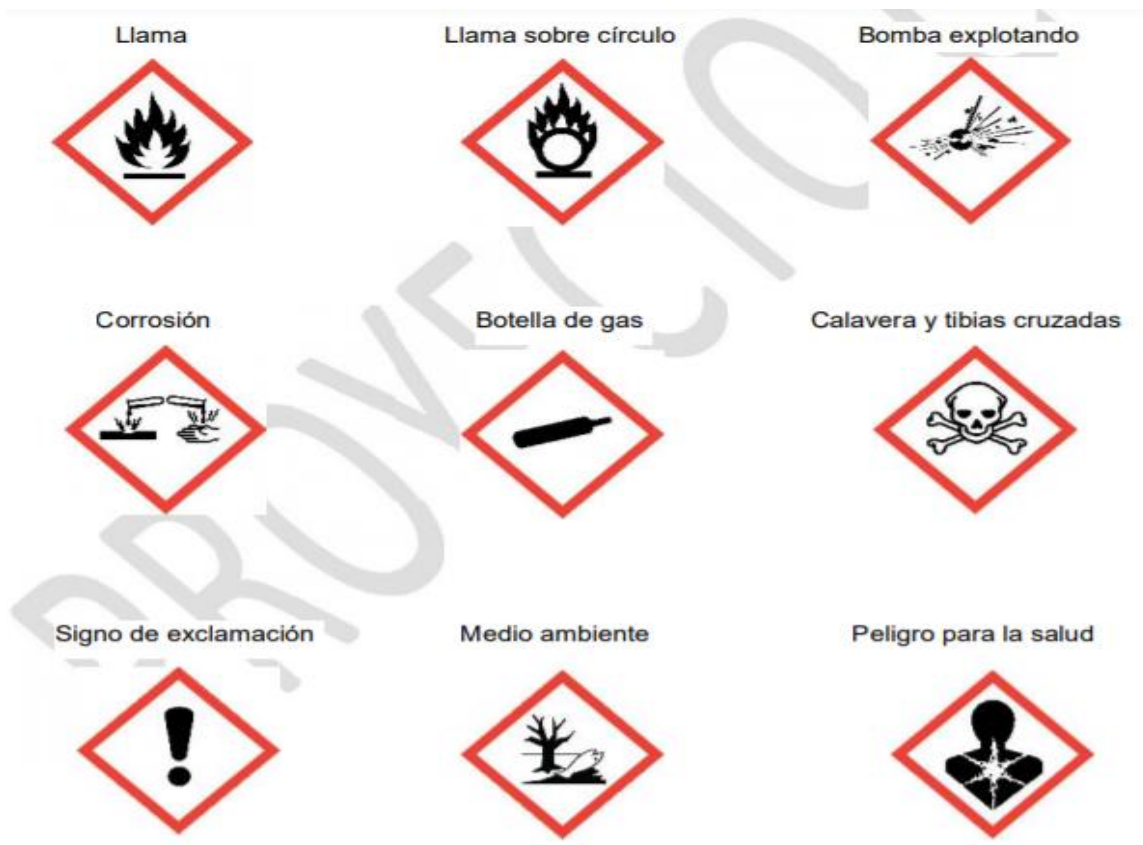 Llama
Llama sobre círculo
Bomba explotando
Corrosión
Botella de gas
Calavera y tibias cruzadas
Signo de exclamación
Medio ambiente
Peligro para la salud